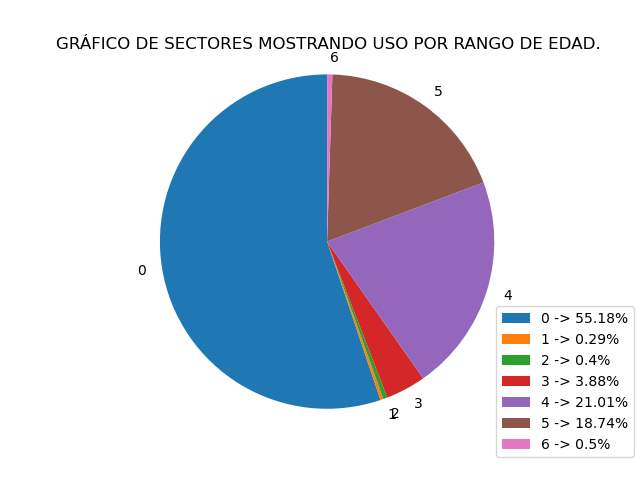 GRÁFICO DE SECTORES MOSTRANDO USO POR RANGO DE EDAD.
6
5
0
4
3
2
1
0 -> 55.18%
1 -> 0.29%
2 -> 0.4%
3 -> 3.88%
4 -> 21.01%
5 -> 18.74%
6 -> 0.5%